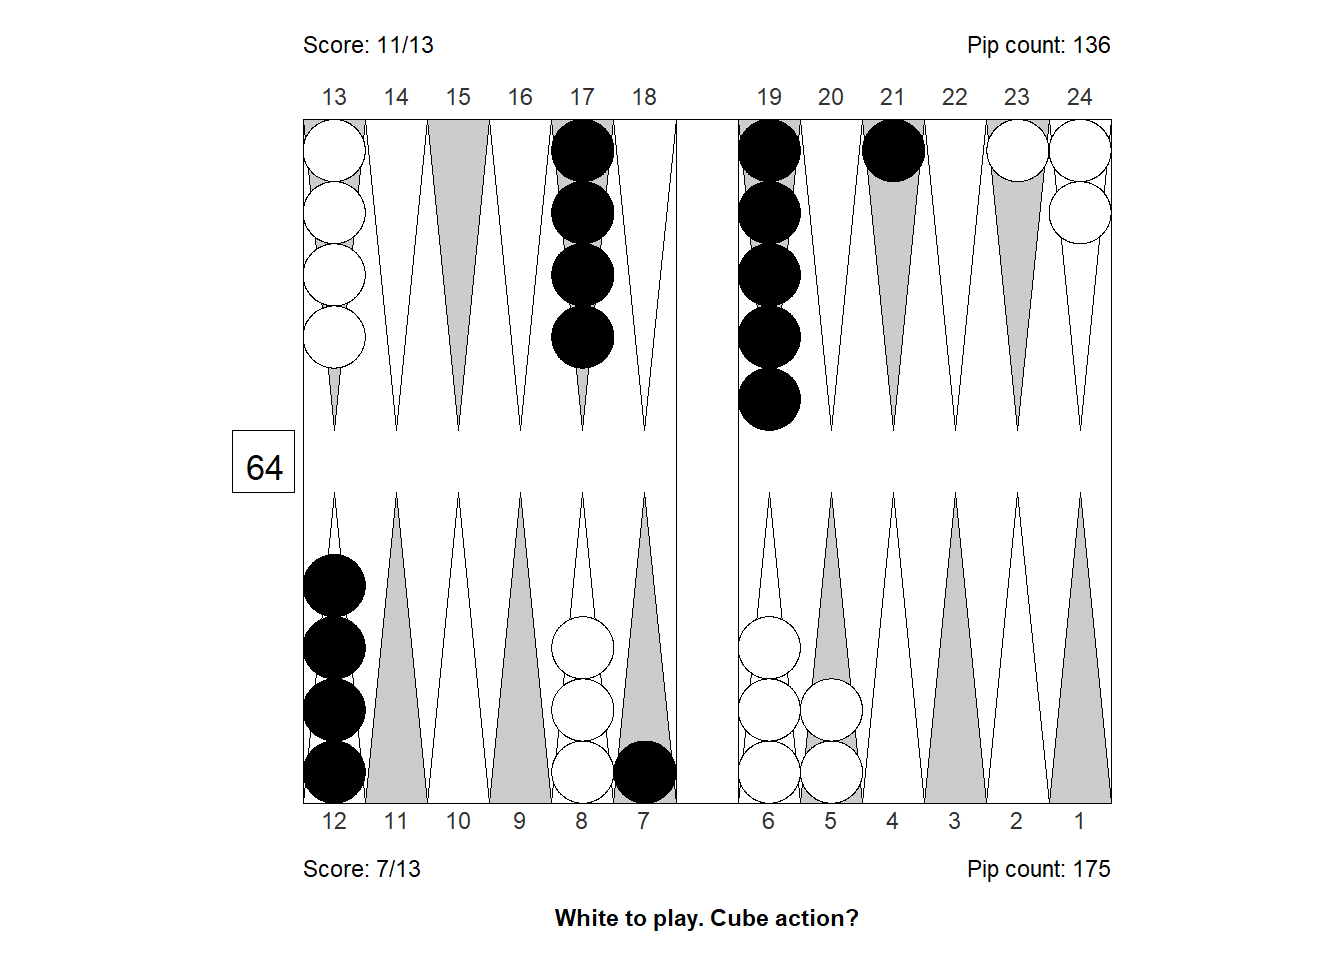 Score: 11/13 Pip count: 136
13 14 15 16 17 18 19 20 21 22 23 24
64
12 11 10 9 8 7 6 5 4 3 2 1
Score: 7/13 Pip count: 175
White to play. Cube action?